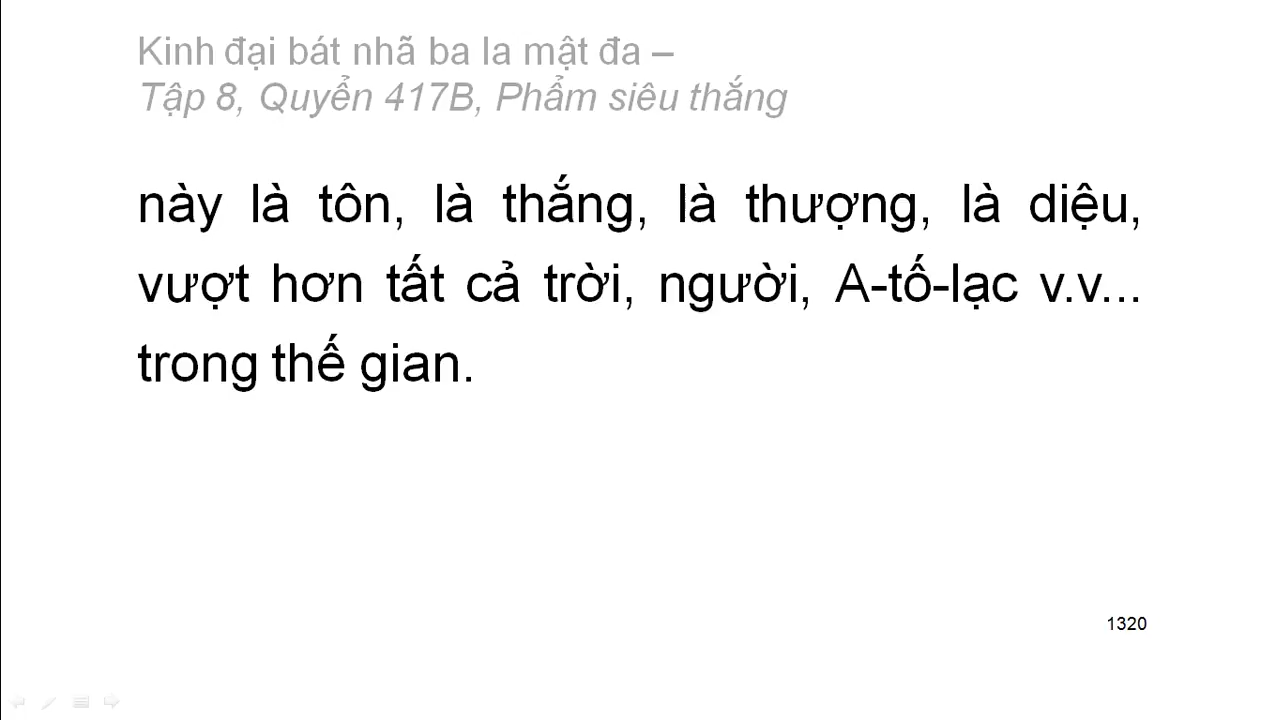 Kinh đại bát nhã ba la mật đa –
Tập 8, Quyển 417B, Phẩm siêu thắng
này là tôn, là thắng, là thượng, là diệu,
vượt hơn tất cả trời, người, A-tố-lạc v.v...
trong thế gian.
1320